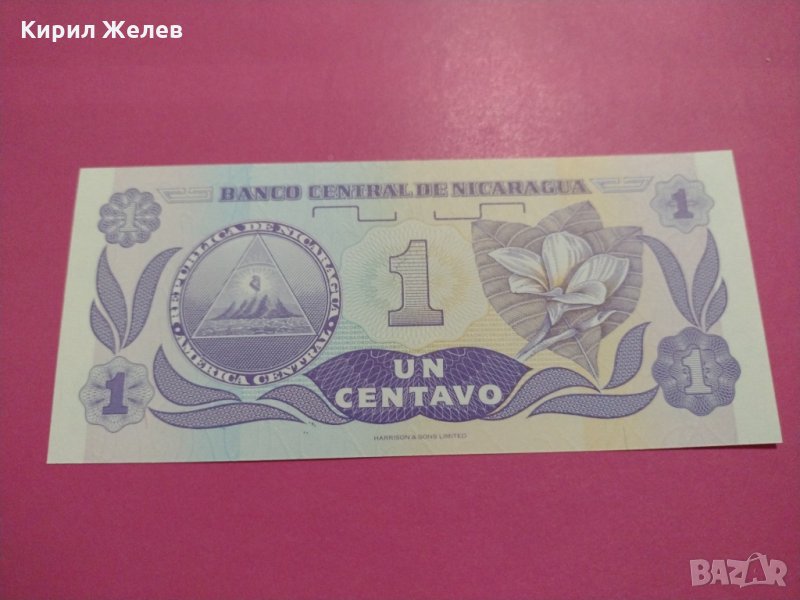 Кирил Желев
BANCO CENTRAL DE NICARAGUA
1
1
REPUBLICA DE NICARAGUA
AMERICA CENTRAL
1
UN
CENTAVO
1
1
HARRISON & SONS LIMITED
BAZAR